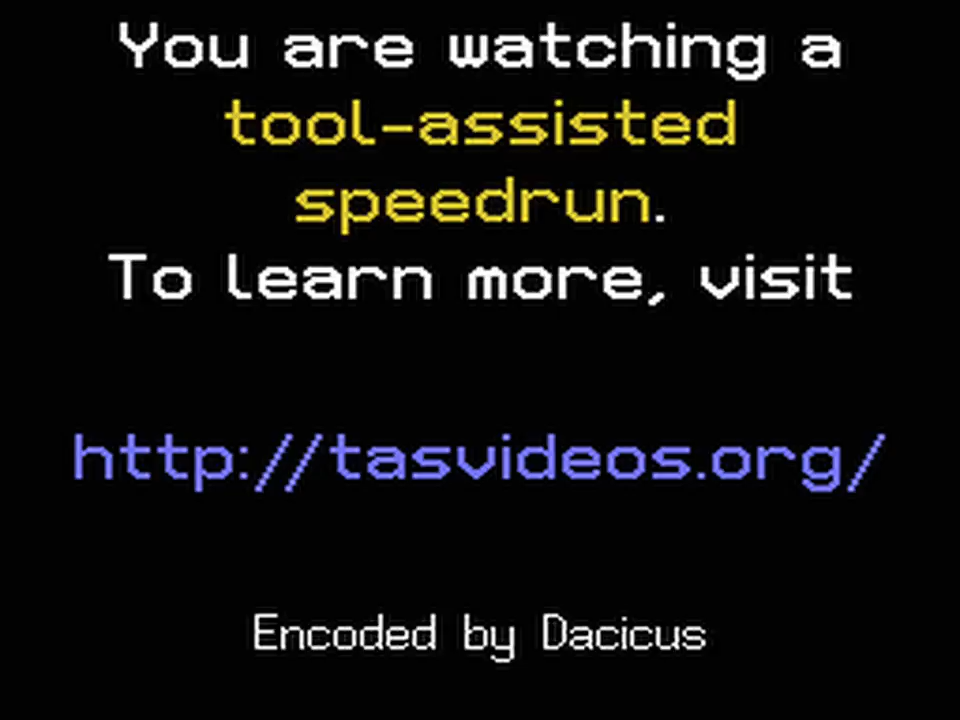 You are watching a
tool-assisted
speedrun.
To learn more, visit
http://tasvideos.org/
Encoded by Dacicus